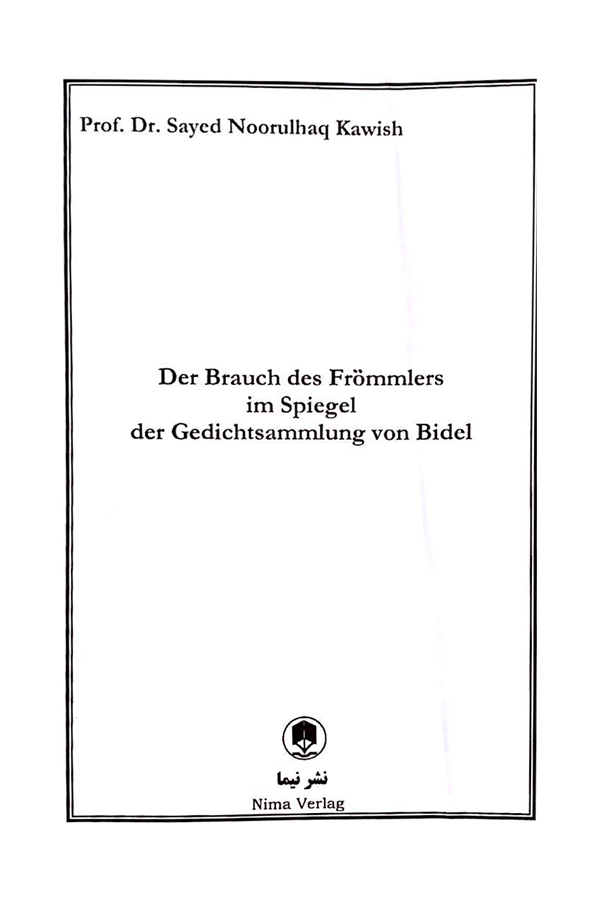 Prof. Dr. Sayed Noorulhaq Kawish
Der Brauch des Frömmlers
im Spiegel
der Gedichtsammlung von Bidel
نشر نیما
Nima Verlag